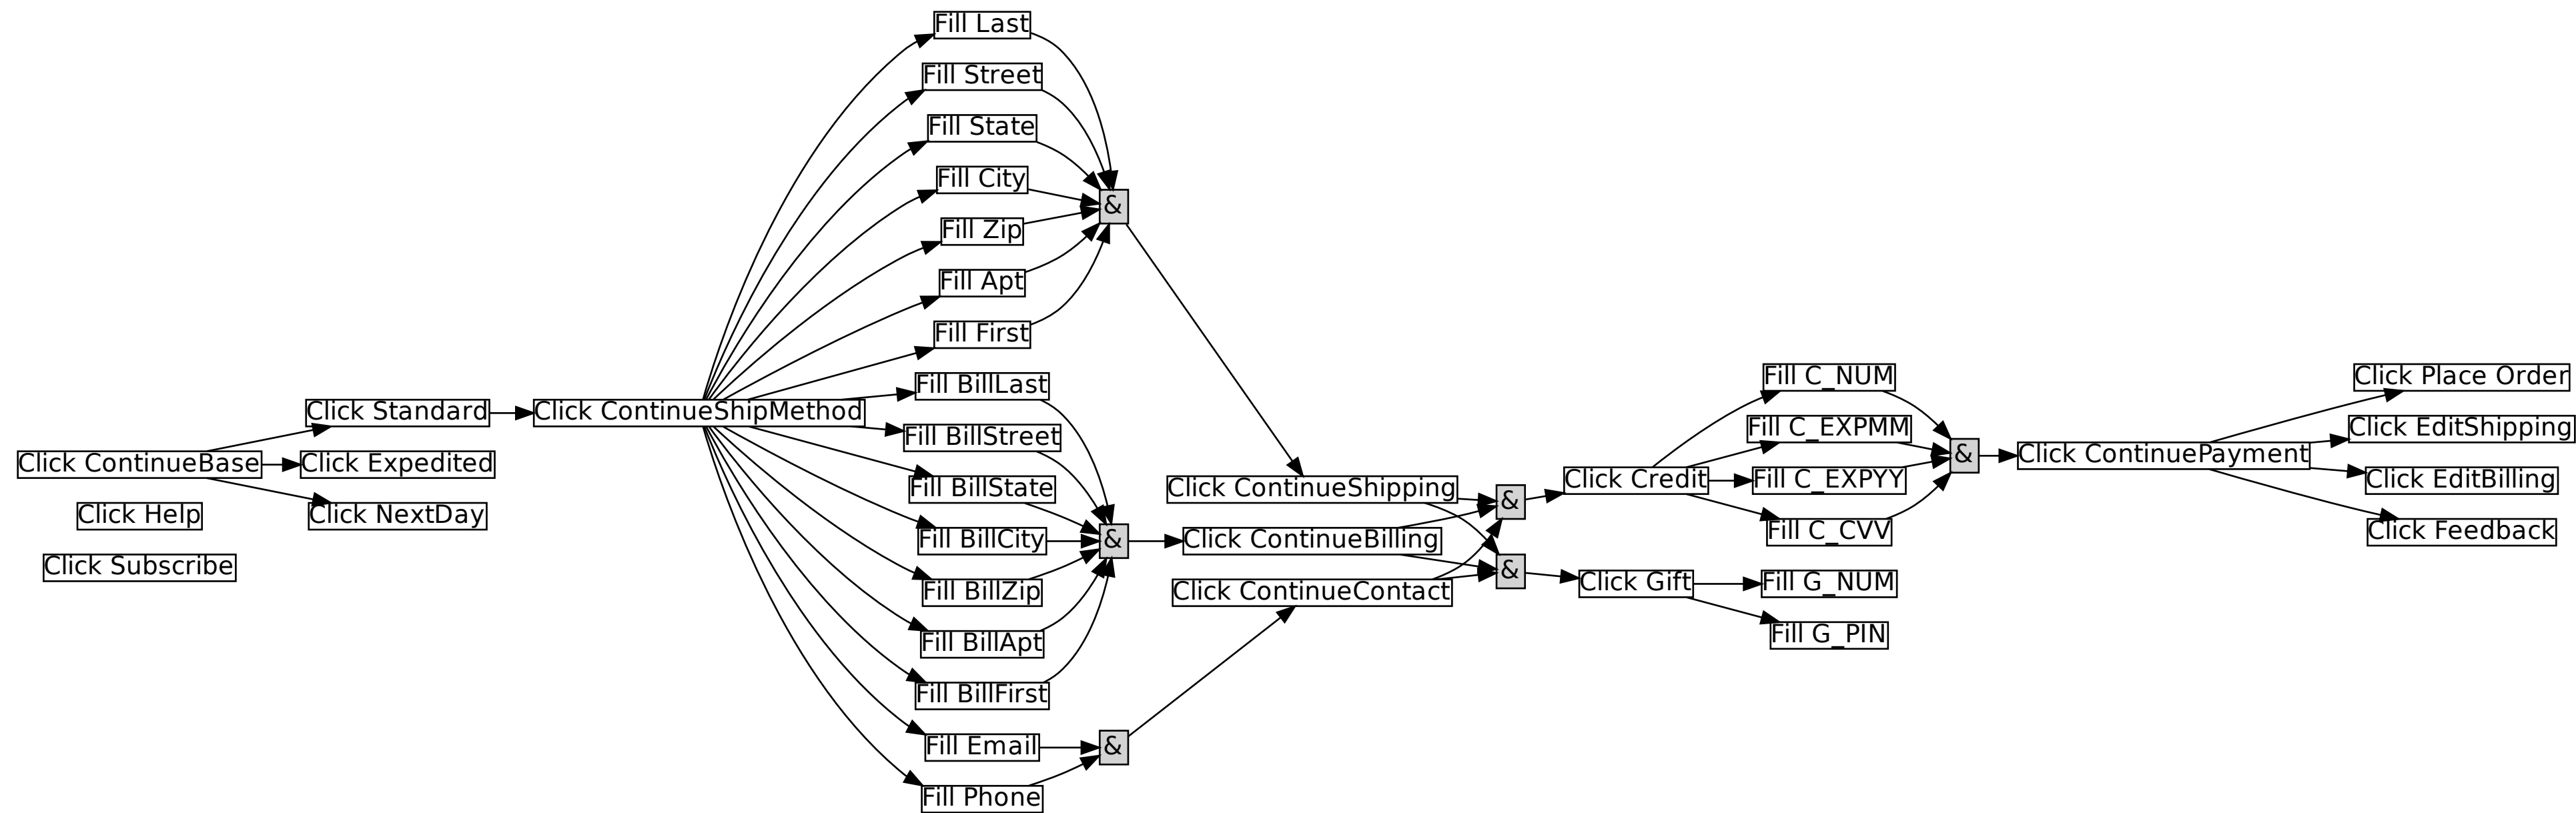 Click ContinueBase
Click Help
Click Subscribe
Click Standard
Click Expedited
Click NextDay
Click ContinueShipMethod
Fill Last
Fill Street
Fill State
Fill City
Fill Zip
Fill Apt
Fill First
Fill BillLast
Fill BillStreet
Fill BillState
Fill BillCity
Fill BillZip
Fill BillApt
Fill BillFirst
Fill Email
Fill Phone
&
&
&
Click ContinueShipping
Click ContinueBilling
Click ContinueContact
&
&
Click Credit
Click Gift
Fill C_NUM
Fill C_EXPMM
Fill C_EXPYY
Fill C_CVV
Fill G_NUM
Fill G_PIN
&
Click ContinuePayment
Click Place Order
Click EditShipping
Click EditBilling
Click Feedback